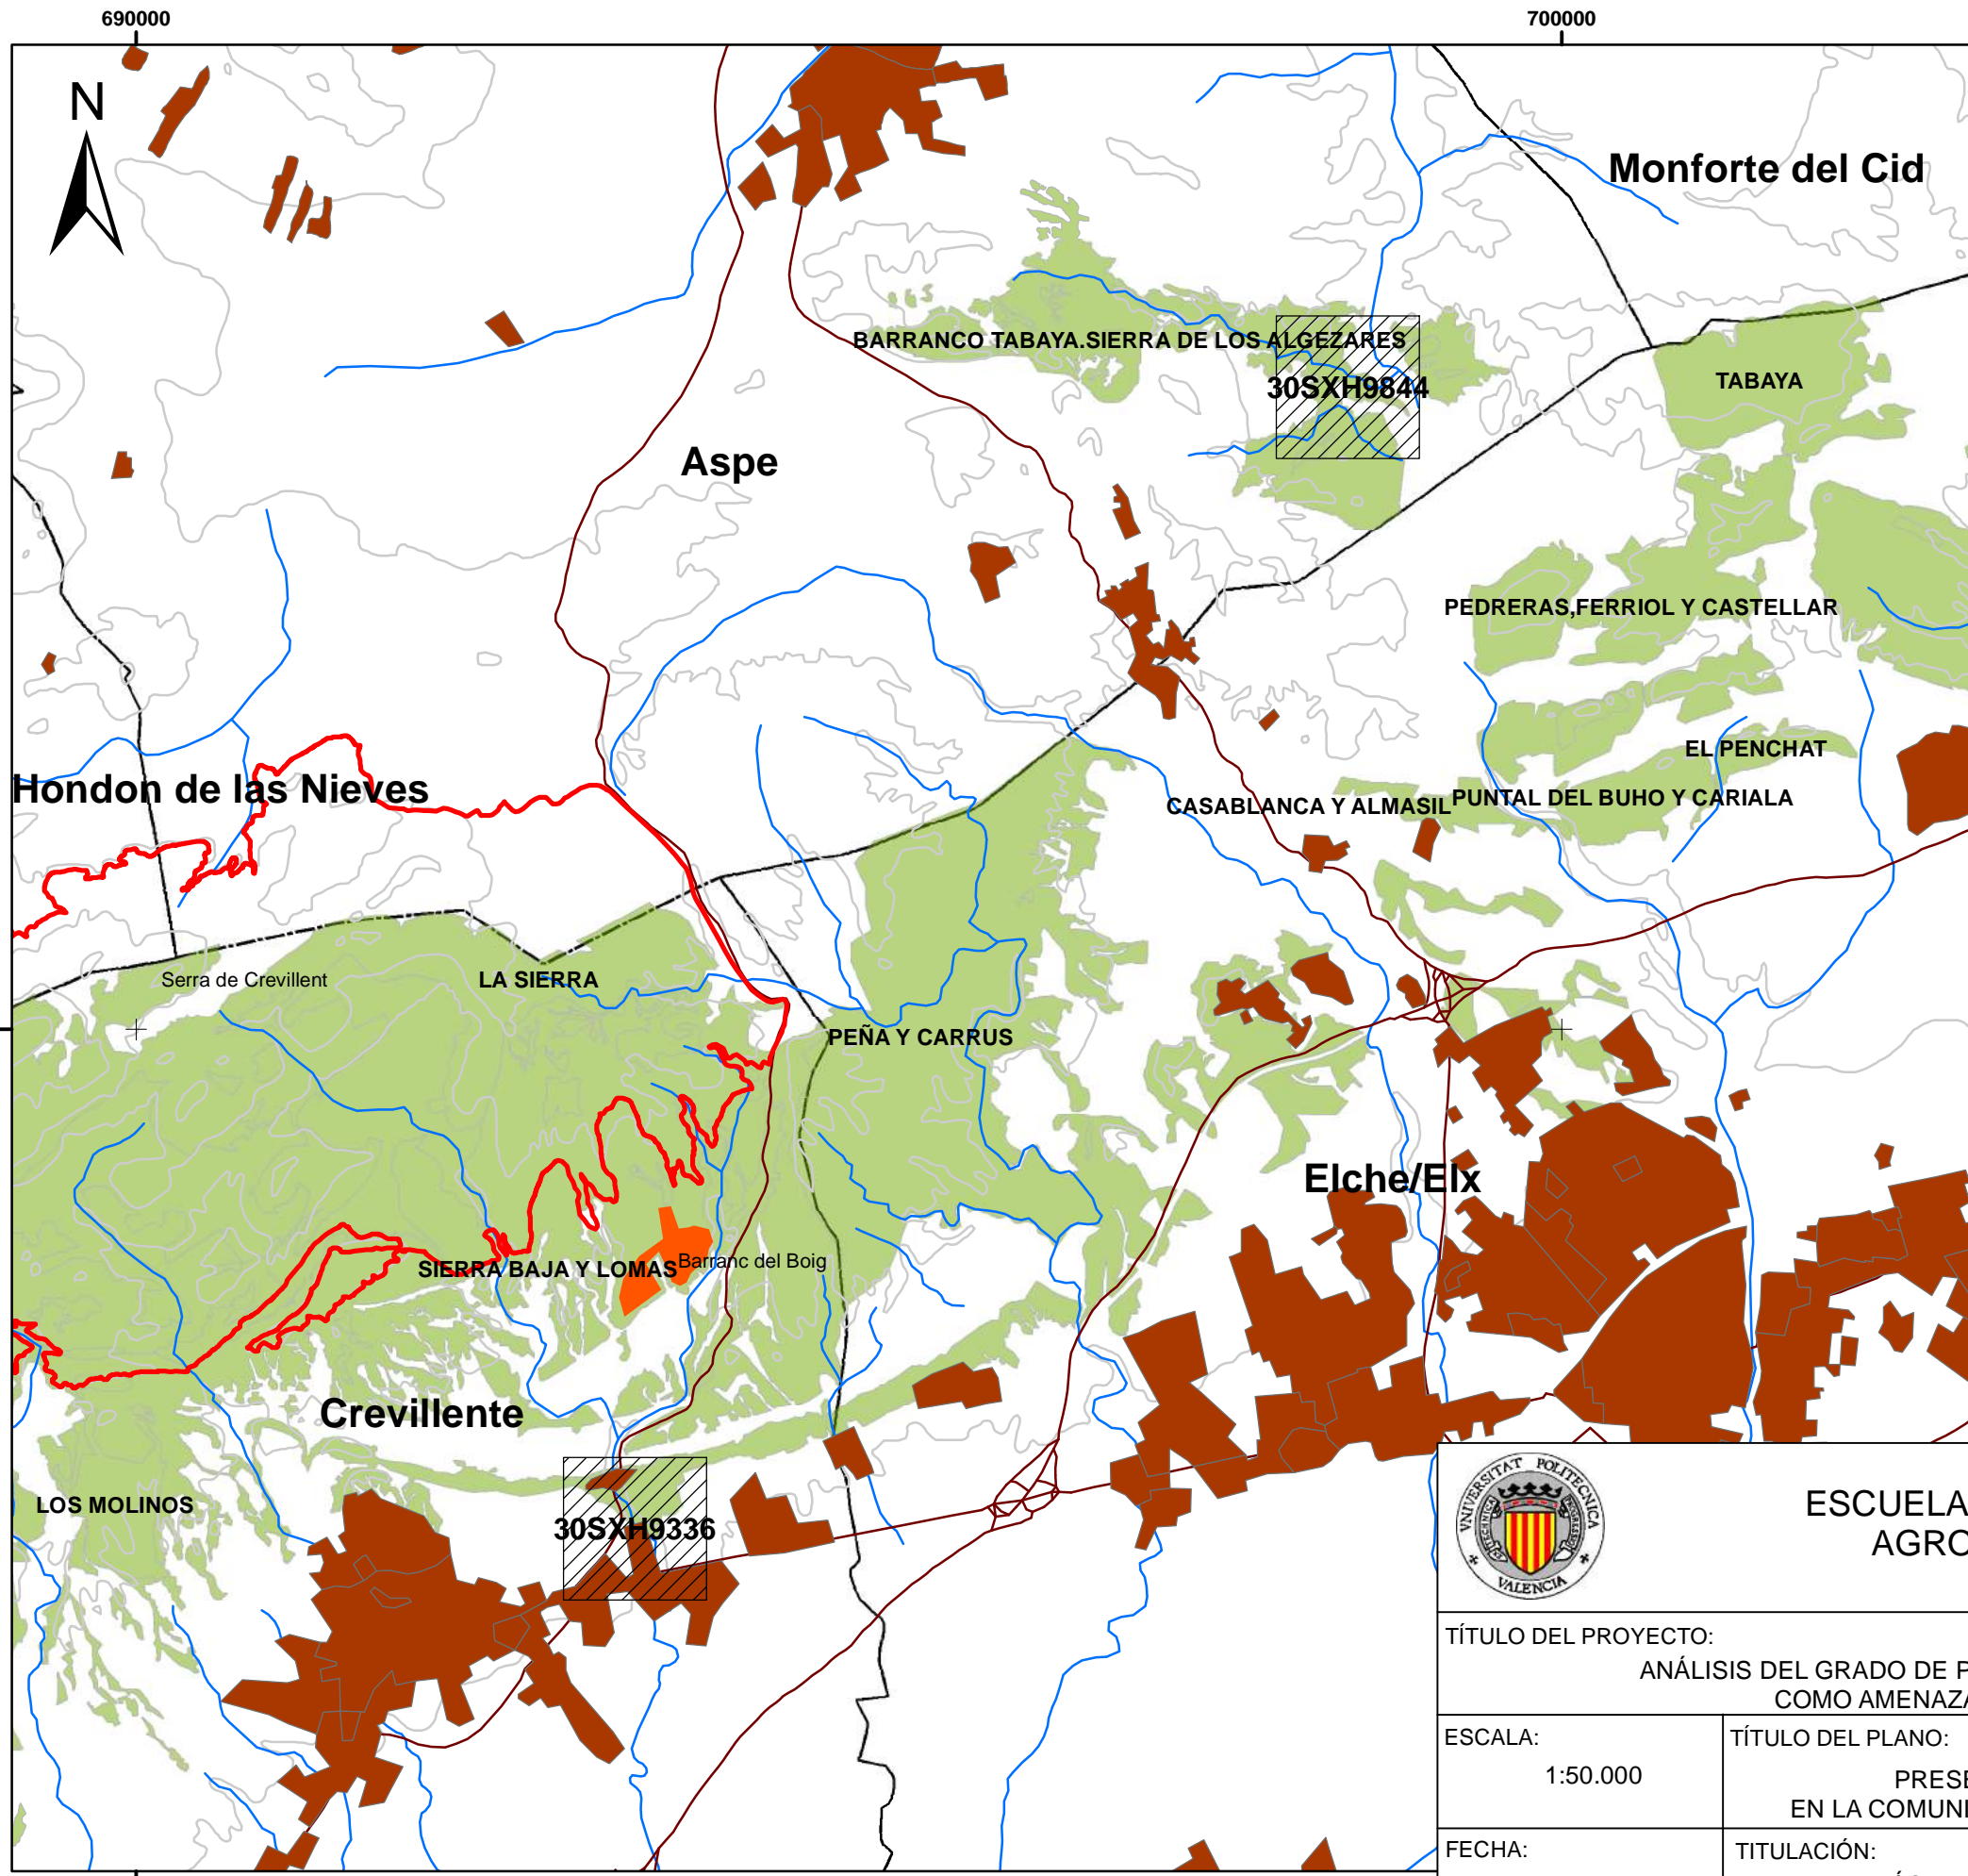 690000
700000
N
Monforte del Cid
BARRANCO TABAYA.SIERRA DE LOS ALGEZARES
TABAYA
30SXH9844
Aspe
PEDRERAS,FERRIOL Y CASTELLAR
EL PENCHAT
Hondon de las Nieves
CASABLANCA Y ALMASIL
PUNTAL DEL BUHO Y CARIALA
Serra de Crevillent
LA SIERRA
PEÑA Y CARRUS
Elche/Elx
SIERRA BAJA Y LOMAS
Barranc del Boig
Crevillente
LOS MOLINOS
30SXH9336
VNIVERSITAT POLITECNICA
VALENCIA
ESCUELA
AGRO
TÍTULO DEL PROYECTO:
ANÁLISIS DEL GRADO DE P
COMO AMENAZA
ESCALA:
1:50.000
TÍTULO DEL PLANO:
PRESE
EN LA COMUNI
FECHA:
TITULACIÓN: